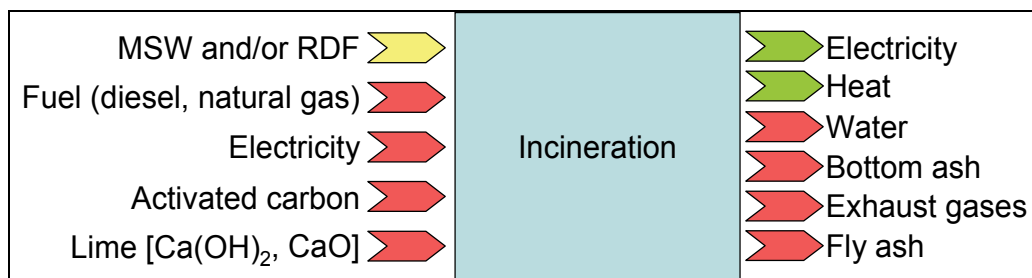 MSW and/or RDF
Fuel (diesel, natural gas)
Electricity
Activated carbon
Lime [Ca(OH)₂, CaO]
Incineration
Electricity
Heat
Water
Bottom ash
Exhaust gases
Fly ash